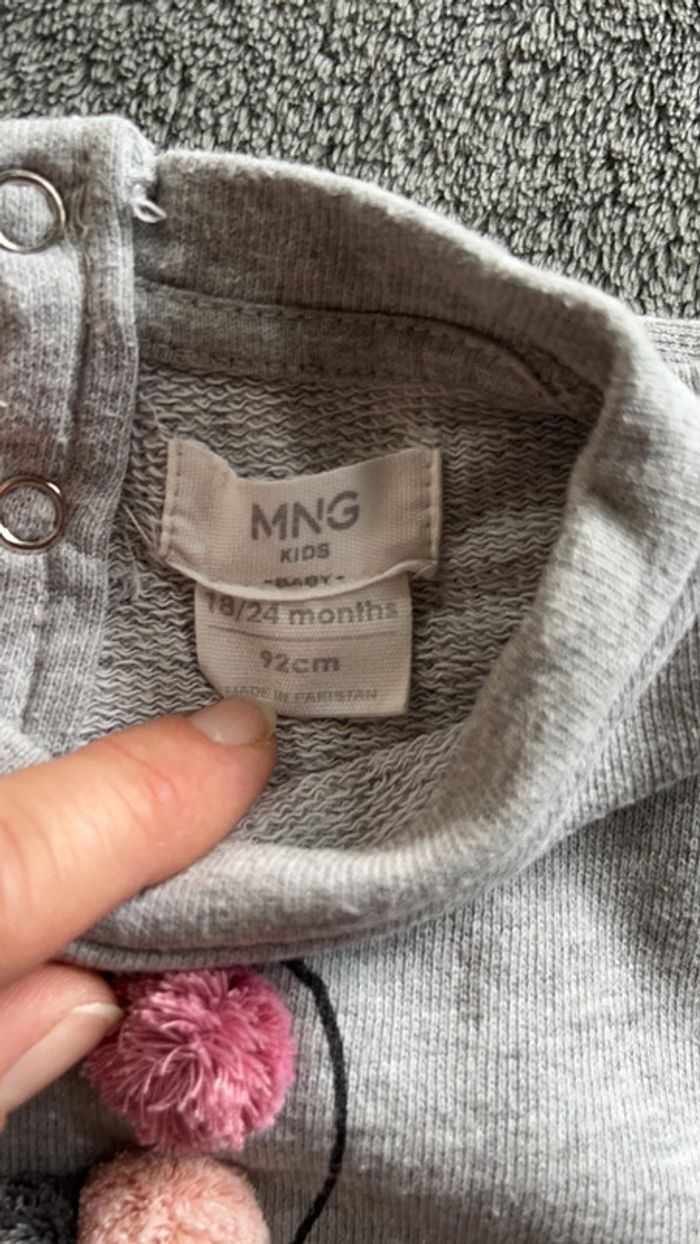 MNG
KIDS
-BABY-
18/24 months
92cm
MADE IN PAKISTAN